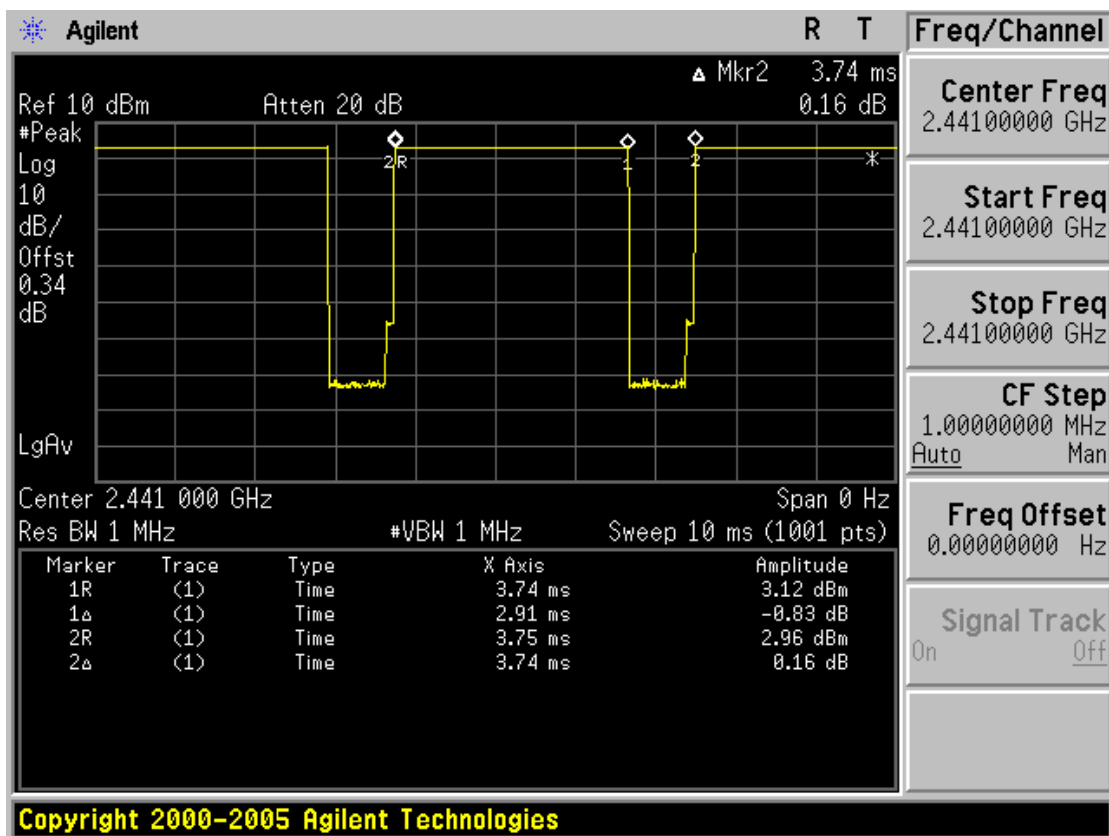 Agilent R T Freq/Channel
Δ Mkr2 3.74 ms
Ref 10 dBm Atten 20 dB 0.16 dB
#Peak
Log
10
dB/
Offst
0.34
dB
LgAv
2R
1
2
*
Center 2.441 000 GHz Span 0 Hz
Res BW 1 MHz #VBW 1 MHz Sweep 10 ms (1001 pts)
Marker Trace Type X Axis Amplitude
1R (1) Time 3.74 ms 3.12 dBm
1Δ (1) Time 2.91 ms -0.83 dB
2R (1) Time 3.75 ms 2.96 dBm
2Δ (1) Time 3.74 ms 0.16 dB
Center Freq
2.44100000 GHz
Start Freq
2.44100000 GHz
Stop Freq
2.44100000 GHz
CF Step
1.00000000 MHz
Auto Man
Freq Offset
0.00000000 Hz
Signal Track
On Off
Copyright 2000-2005 Agilent Technologies